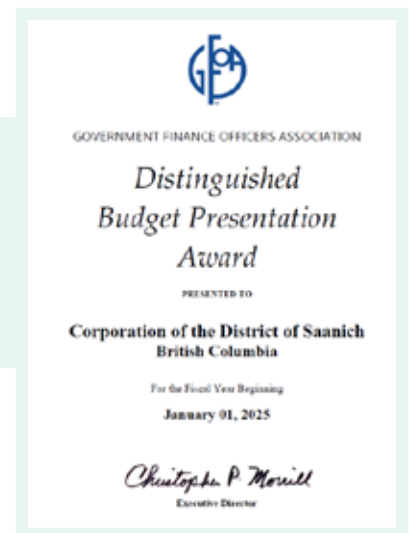 GFOA
GOVERNMENT FINANCE OFFICERS ASSOCIATION
Distinguished
Budget Presentation
Award
PRESENTED TO
Corporation of the District of Saanich
British Columbia
For the Fiscal Year Beginning
January 01, 2025
Christopher P. Morrill
Executive Director